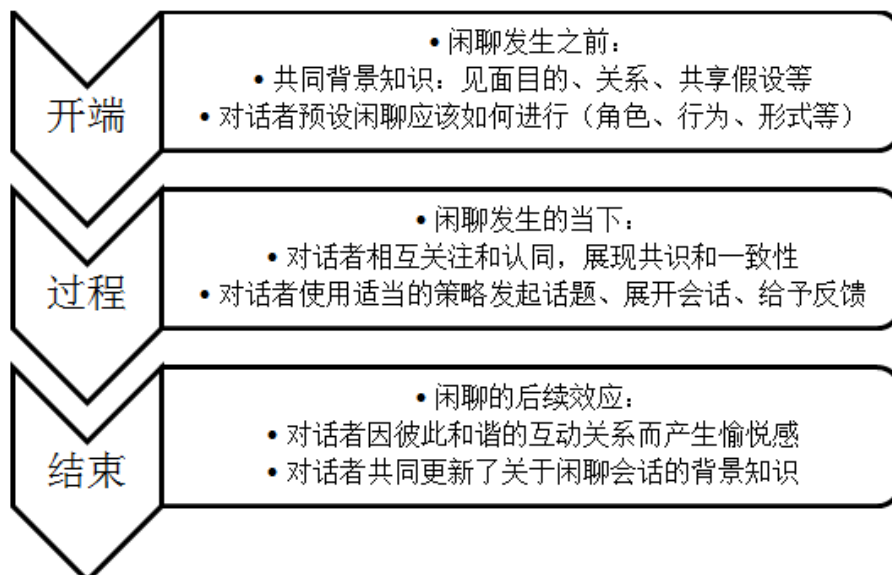 开端
• 闲聊发生之前：
• 共同背景知识：见面目的、关系、共享假设等
• 对话者预设闲聊应该如何进行（角色、行为、形式等）
过程
• 闲聊发生的当下：
• 对话者相互关注和认同，展现共识和一致性
• 对话者使用适当的策略发起话题、展开会话、给予反馈
结束
• 闲聊的后续效应：
• 对话者因彼此和谐的互动关系而产生愉悦感
• 对话者共同更新了关于闲聊会话的背景知识